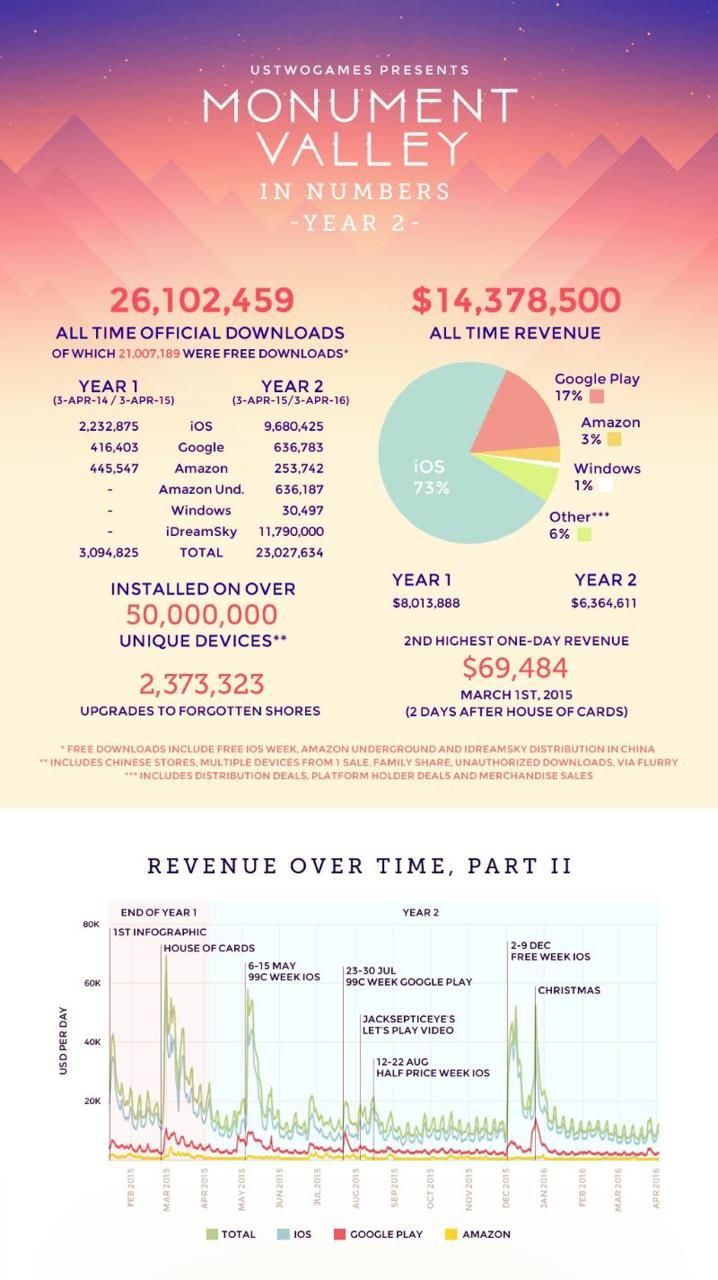 USTWOGAMES PRESENTS
MONUMENT
VALLEY
IN NUMBERS
-YEAR 2-
26,102,459
ALL TIME OFFICIAL DOWNLOADS
OF WHICH 21,007,189 WERE FREE DOWNLOADS*
YEAR 1 YEAR 2
(3-APR-14 / 3-APR-15) (3-APR-15/3-APR-16)
2,232,875 iOS 9,680,425
416,403 Google 636,783
445,547 Amazon 253,742
- Amazon Und. 636,187
- Windows 30,497
- iDreamSky 11,790,000
3,094,825 TOTAL 23,027,634
INSTALLED ON OVER
50,000,000
UNIQUE DEVICES**
2,373,323
UPGRADES TO FORGOTTEN SHORES
$14,378,500
ALL TIME REVENUE
Google Play
17%
Amazon
3%
iOS
73%
Windows
1%
Other***
6%
YEAR 1 YEAR 2
$8,013,888 $6,364,611
2ND HIGHEST ONE-DAY REVENUE
$69,484
MARCH 1ST, 2015
(2 DAYS AFTER HOUSE OF CARDS)
* FREE DOWNLOADS INCLUDE FREE IOS WEEK, AMAZON UNDERGROUND AND IDREAMSKY DISTRIBUTION IN CHINA
** INCLUDES CHINESE STORES, MULTIPLE DEVICES FROM 1 SALE, FAMILY SHARE, UNAUTHORIZED DOWNLOADS, VIA FLURRY
*** INCLUDES DISTRIBUTION DEALS, PLATFORM HOLDER DEALS AND MERCHANDISE SALES
REVENUE OVER TIME, PART II
END OF YEAR 1 YEAR 2
80K
1ST INFOGRAPHIC
HOUSE OF CARDS
2-9 DEC
FREE WEEK IOS
6-15 MAY
99C WEEK IOS
23-30 JUL
99C WEEK GOOGLE PLAY
60K
CHRISTMAS
JACKSEPTICEYE'S
LET'S PLAY VIDEO
USD PER DAY
40K
12-22 AUG
HALF PRICE WEEK IOS
20K
FEB 2015 MAR 2015 APR 2015 MAY 2015 JUN 2015 JUL 2015 AUG 2015 SEP 2015 OCT 2015 NOV 2015 DEC 2015 JAN 2016 FEB 2016 MAR 2016 APR 2016
TOTAL IOS GOOGLE PLAY AMAZON